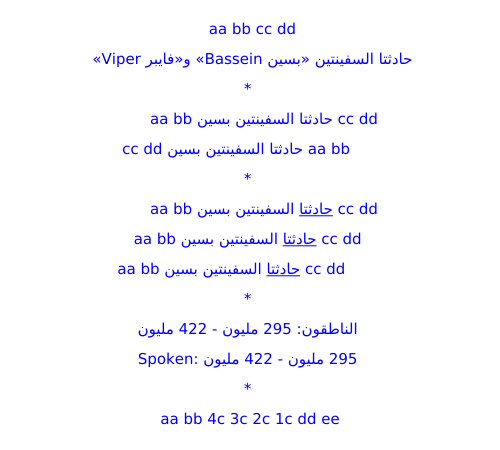 aa bb cc dd
حادثتا السفينتين «بسين Bassein» و«فايبر Viper»
*
aa bb حادثتا السفينتين بسين cc dd
cc dd حادثتا السفينتين بسين aa bb
*
aa bb حادثتا السفينتين بسين cc dd
aa bb حادثتا السفينتين بسين cc dd
aa bb حادثتا السفينتين بسين cc dd
*
الناطقون: 295 مليون - 422 مليون
Spoken: 295 مليون - 422 مليون
*
aa bb 4c 3c 2c 1c dd ee